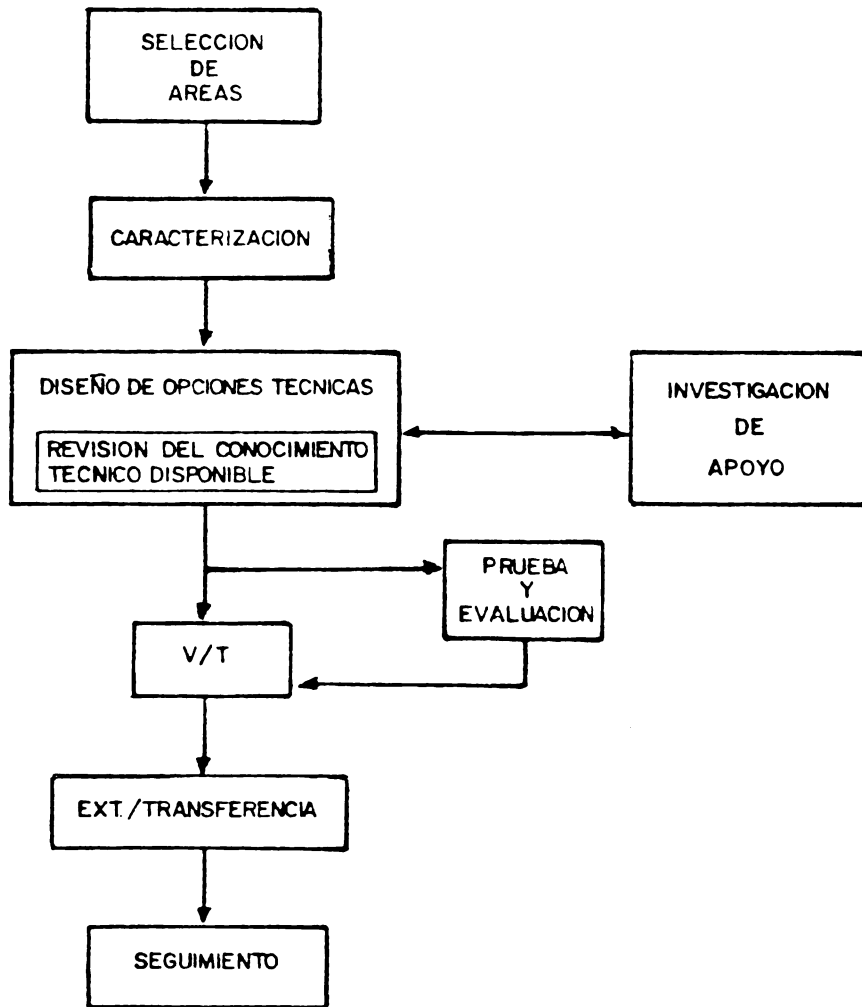 SELECCION
DE
AREAS
CARACTERIZACION
DISEÑO DE OPCIONES TECNICAS
REVISION DEL CONOCIMIENTO
TECNICO DISPONIBLE
INVESTIGACION
DE
APOYO
PRUEBA
Y
EVALUACION
V/T
EXT./TRANSFERENCIA
SEGUIMIENTO